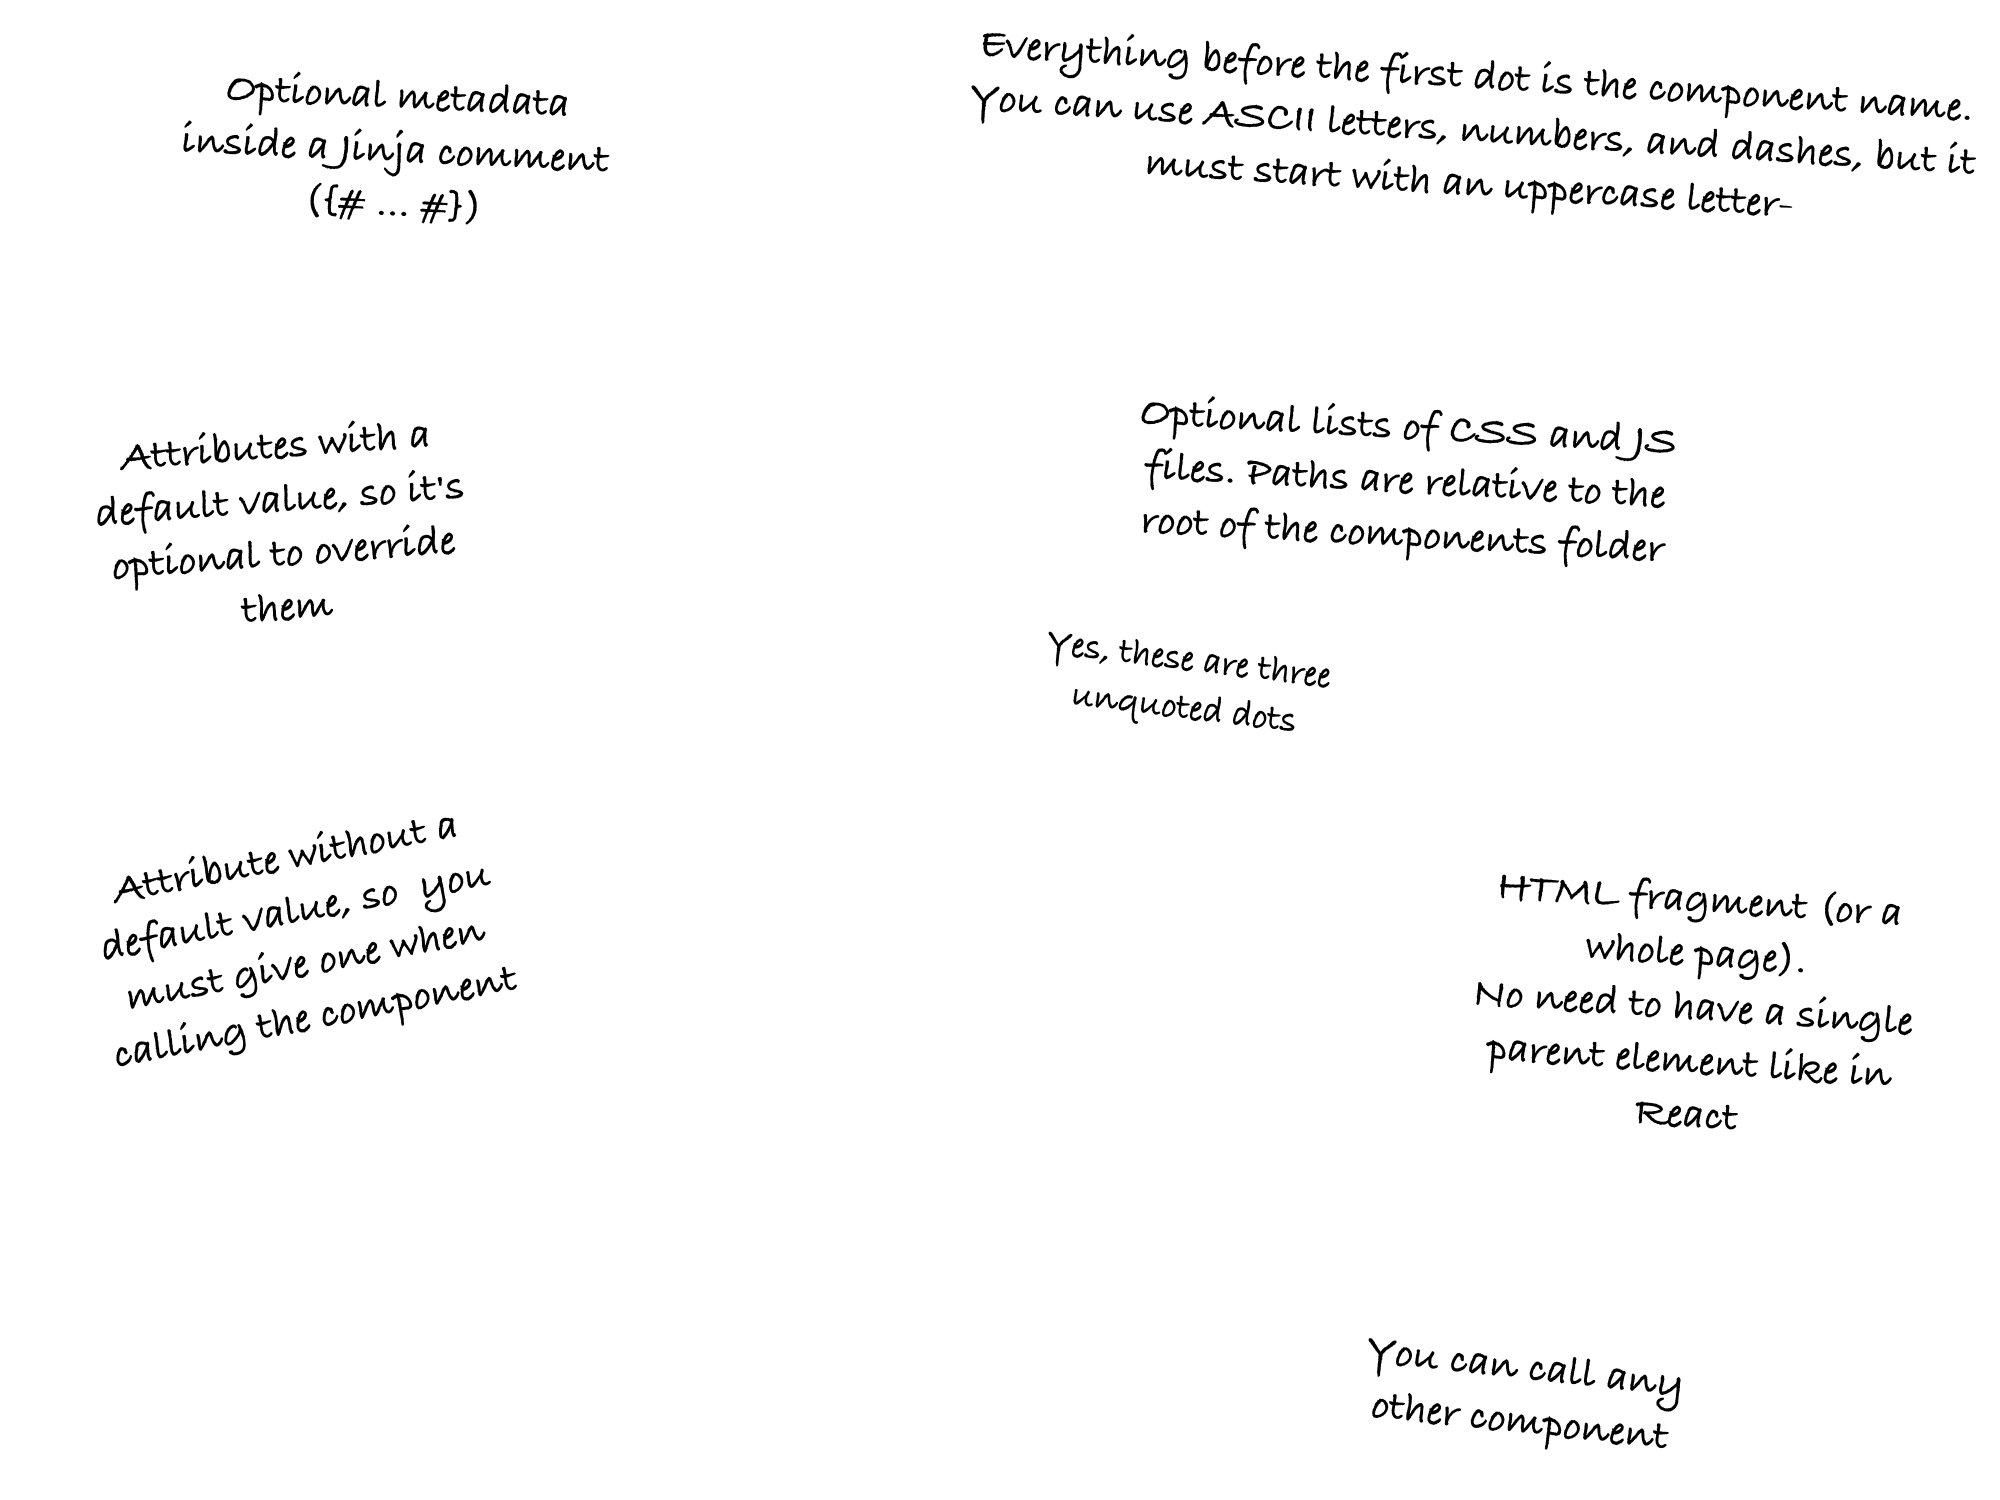 Optional metadata
inside a Jinja comment
({# ... #})
Everything before the first dot is the component name.
You can use ASCII letters, numbers, and dashes, but it
must start with an uppercase letter-
Attributes with a
default value, so it's
optional to override
them
Optional lists of CSS and JS
files. Paths are relative to the
root of the components folder
Yes, these are three
unquoted dots
Attribute without a
default value, so you
must give one when
calling the component
HTML fragment (or a
whole page).
No need to have a single
parent element like in
React
You can call any
other component